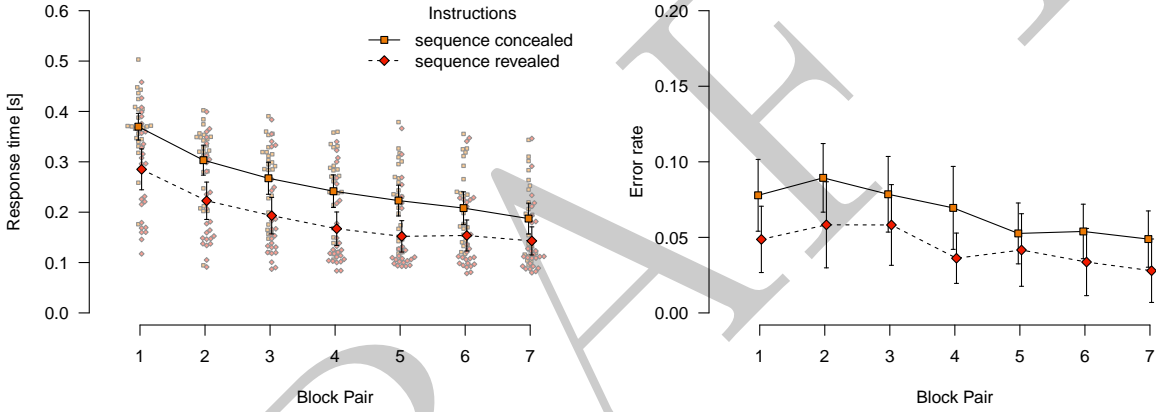 Instructions
sequence concealed
sequence revealed
Response time [s]
0.6
0.5
0.4
0.3
0.2
0.1
0.0
1 2 3 4 5 6 7
Block Pair
Error rate
0.20
0.15
0.10
0.05
0.00
1 2 3 4 5 6 7
Block Pair